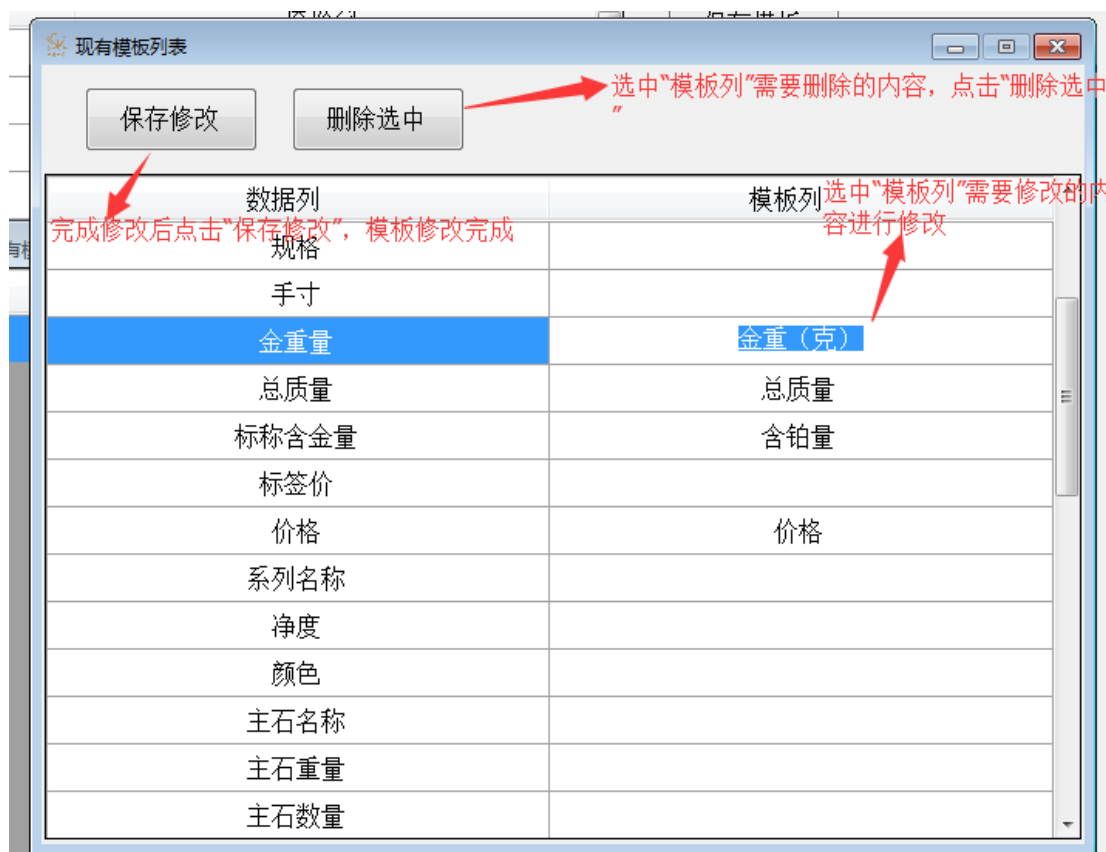 保存模板
现有模板列表
保存修改
删除选中
选中“模板列”需要删除的内容，点击“删除选中
”
数据列
模板列
选中“模板列”需要修改的内
容进行修改
完成修改后点击“保存修改”，模板修改完成
规格
手寸
金重量
金重（克）
总质量
总质量
标称含金量
含铂量
标签价
价格
价格
系列名称
净度
颜色
主石名称
主石重量
主石数量